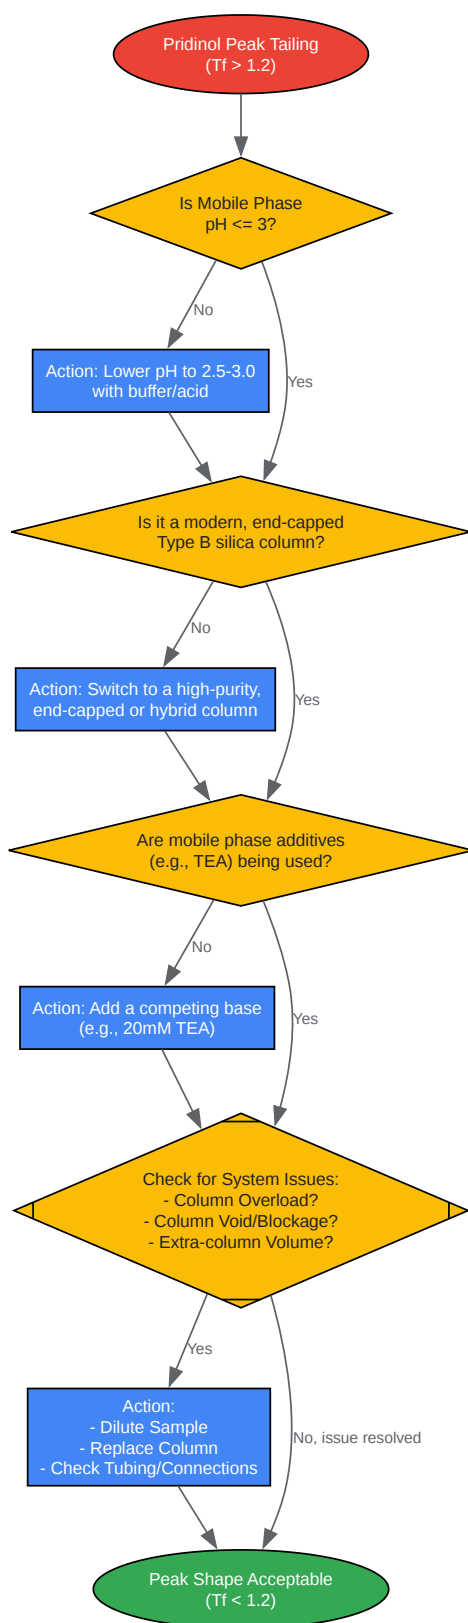 Pridinol Peak Tailing
(Tf > 1.2)
Is Mobile Phase
pH <= 3?
No
Action: Lower pH to 2.5-3.0
with buffer/acid
Yes
Is it a modern, end-capped
Type B silica column?
No
Action: Switch to a high-purity,
end-capped or hybrid column
Yes
Are mobile phase additives
(e.g., TEA) being used?
No
Action: Add a competing base
(e.g., 20mM TEA)
Yes
Check for System Issues:
- Column Overload?
- Column Void/Blockage?
- Extra-column Volume?
Yes
Action:
- Dilute Sample
- Replace Column
- Check Tubing/Connections
No, issue resolved
Peak Shape Acceptable
(Tf < 1.2)